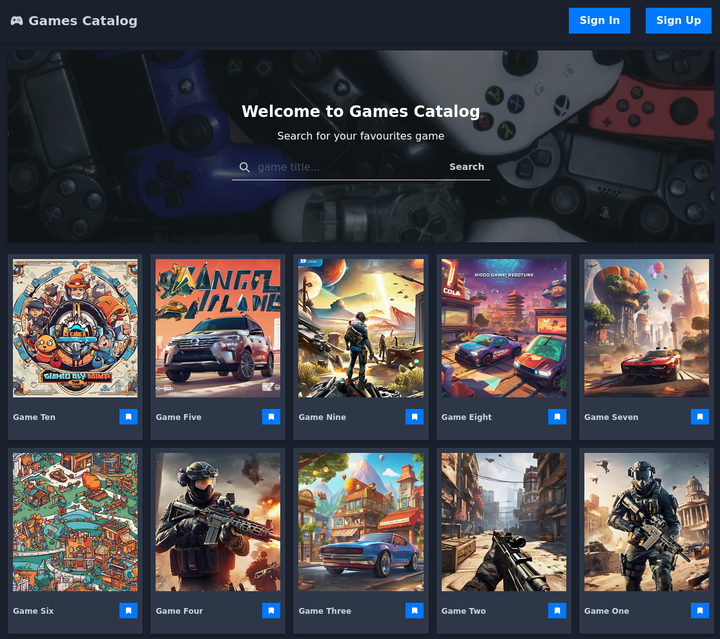 Games Catalog
Sign In
Sign Up
Welcome to Games Catalog
Search for your favourites game
game title...
Search
COLA
Game Ten
Game Five
Game Nine
Game Eight
Game Seven
Game Six
Game Four
Game Three
Game Two
Game One